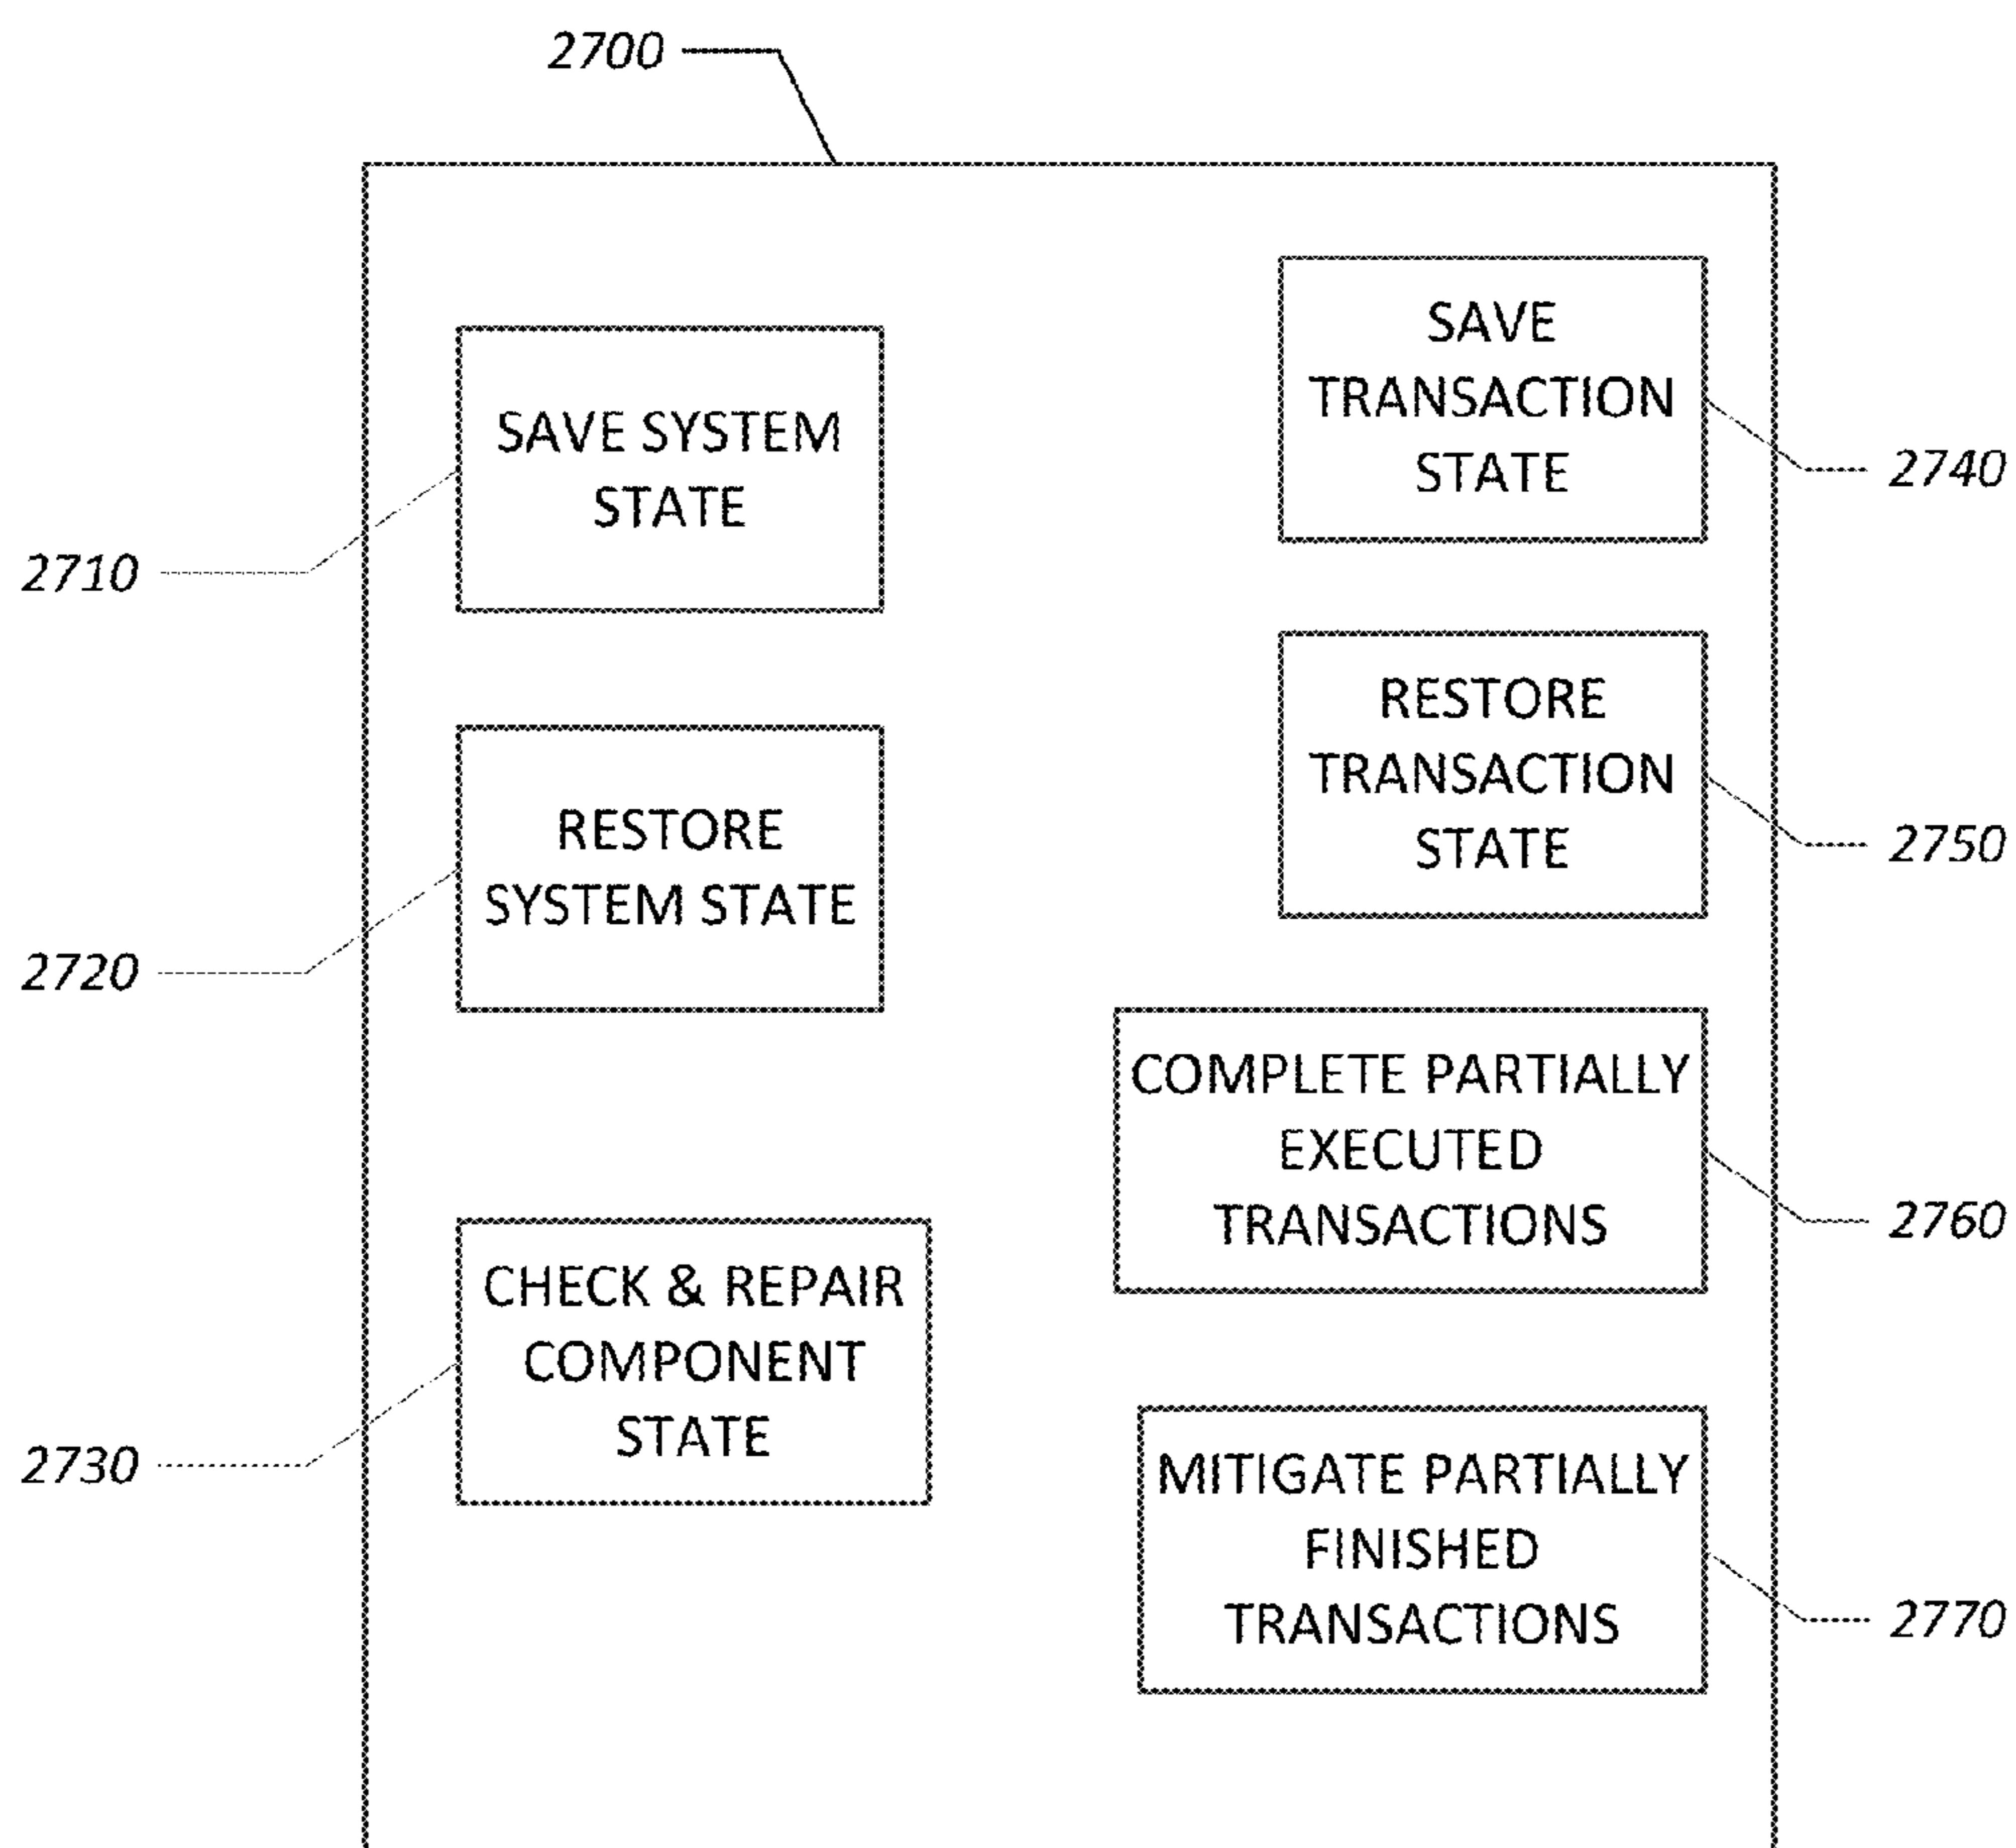 2700
SAVE SYSTEM
STATE
2710
RESTORE
SYSTEM STATE
2720
CHECK & REPAIR
COMPONENT
STATE
2730
SAVE
TRANSACTION
STATE
2740
RESTORE
TRANSACTION
STATE
2750
COMPLETE PARTIALLY
EXECUTED
TRANSACTIONS
2760
MITIGATE PARTIALLY
FINISHED
TRANSACTIONS
2770